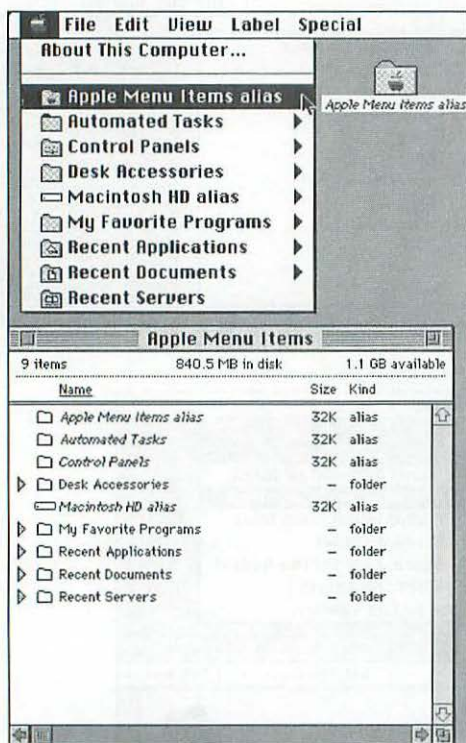 File Edit View Label Special
About This Computer...
Apple Menu Items alias
Apple Menu Items alias
Automated Tasks
Control Panels
Desk Accessories
Macintosh HD alias
My Favorite Programs
Recent Applications
Recent Documents
Recent Servers
Apple Menu Items
9 items 840.5 MB in disk 1.1 GB available
Name Size Kind
Apple Menu Items alias 32K alias
Automated Tasks 32K alias
Control Panels 32K alias
Desk Accessories – folder
Macintosh HD alias 32K alias
My Favorite Programs – folder
Recent Applications – folder
Recent Documents – folder
Recent Servers – folder